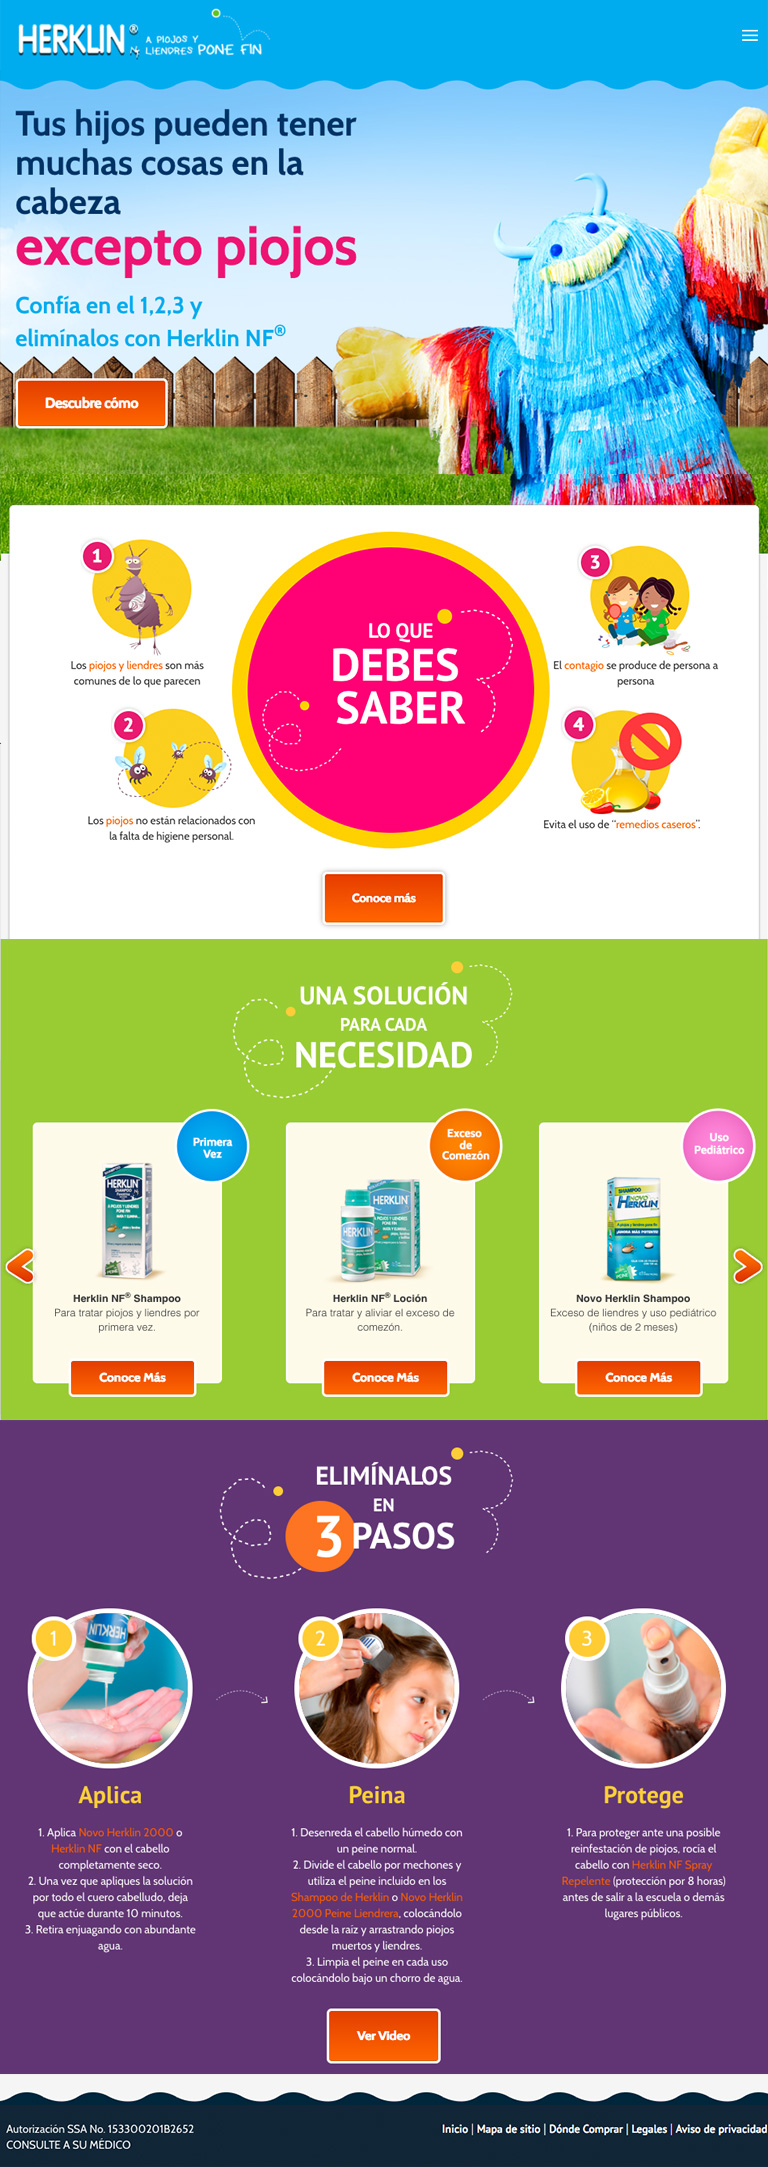 HERKLIN®
A PIOJOS Y
LIENDRES PONE FIN
Tus hijos pueden tener
muchas cosas en la
cabeza
excepto piojos
Confía en el 1,2,3 y
elimínalos con Herklin NF®
Descubre cómo
1
Los piojos y liendres son más
comunes de lo que parecen
2
Los piojos no están relacionados con
la falta de higiene personal.
LO QUE
DEBES
SABER
3
El contagio se produce de persona a
persona
4
Evita el uso de "remedios caseros".
Conoce más
UNA SOLUCIÓN
PARA CADA
NECESIDAD
Primera
Vez
HERKLIN
SHAMPOO
A PIOJOS Y LIENDRES
PONE FIN
Herklin NF® Shampoo
Para tratar piojos y liendres por
primera vez.
Conoce Más
Exceso
de
Comezón
HERKLIN
HERKLIN
Herklin NF® Loción
Para tratar y aliviar el exceso de
comezón.
Conoce Más
Uso
Pediátrico
SHAMPOO
NOVO
HERKLIN
Novo Herklin Shampoo
Exceso de liendres y uso pediátrico
(niños de 2 meses)
Conoce Más
ELIMÍNALOS
EN
3 PASOS
1
HERKLIN
Aplica
1. Aplica Novo Herklin 2000 o
Herklin NF con el cabello
completamente seco.
2. Una vez que apliques la solución
por todo el cuero cabelludo, deja
que actúe durante 10 minutos.
3. Retira enjuagando con abundante
agua.
2
Peina
1. Desenreda el cabello húmedo con
un peine normal.
2. Divide el cabello por mechones y
utiliza el peine incluido en los
Shampoo de Herklin o Novo Herklin
2000 Peine Liendrera, colocándolo
desde la raíz y arrastrando piojos
muertos y liendres.
3. Limpia el peine en cada uso
colocándolo bajo un chorro de agua.
3
Protege
1. Para proteger ante una posible
reinfestación de piojos, rocía el
cabello con Herklin NF Spray
Repelente (protección por 8 horas)
antes de salir a la escuela o demás
lugares públicos.
Ver Video
Autorización SSA No. 153300201B2652
CONSULTE A SU MÉDICO
Inicio | Mapa de sitio | Dónde Comprar | Legales | Aviso de privacidad